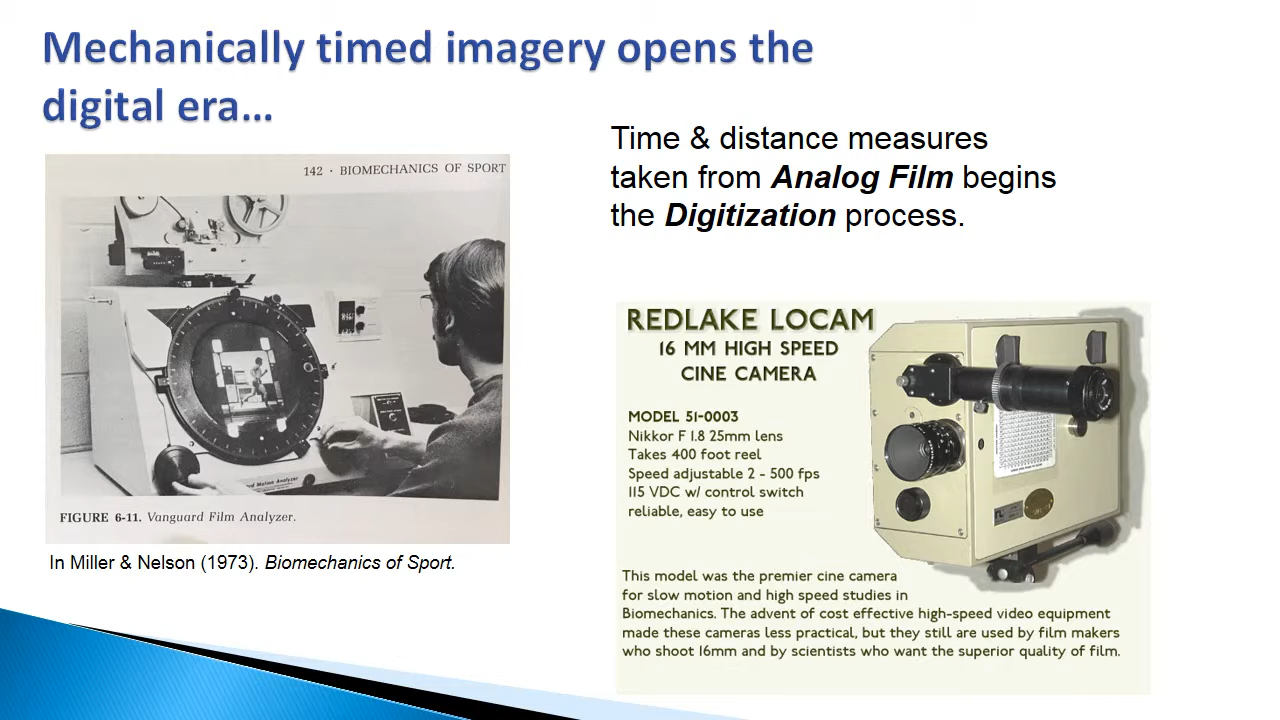 Mechanically timed imagery opens the
digital era…
142 · BIOMECHANICS OF SPORT
Motion Analyzer
FIGURE 6-11. Vanguard Film Analyzer.
In Miller & Nelson (1973). Biomechanics of Sport.
Time & distance measures
taken from Analog Film begins
the Digitization process.
REDLAKE LOCAM
16 MM HIGH SPEED
CINE CAMERA
MODEL 51-0003
Nikkor F 1.8 25mm lens
Takes 400 foot reel
Speed adjustable 2 - 500 fps
115 VDC w/ control switch
reliable, easy to use
This model was the premier cine camera
for slow motion and high speed studies in
Biomechanics. The advent of cost effective high-speed video equipment
made these cameras less practical, but they still are used by film makers
who shoot 16mm and by scientists who want the superior quality of film.